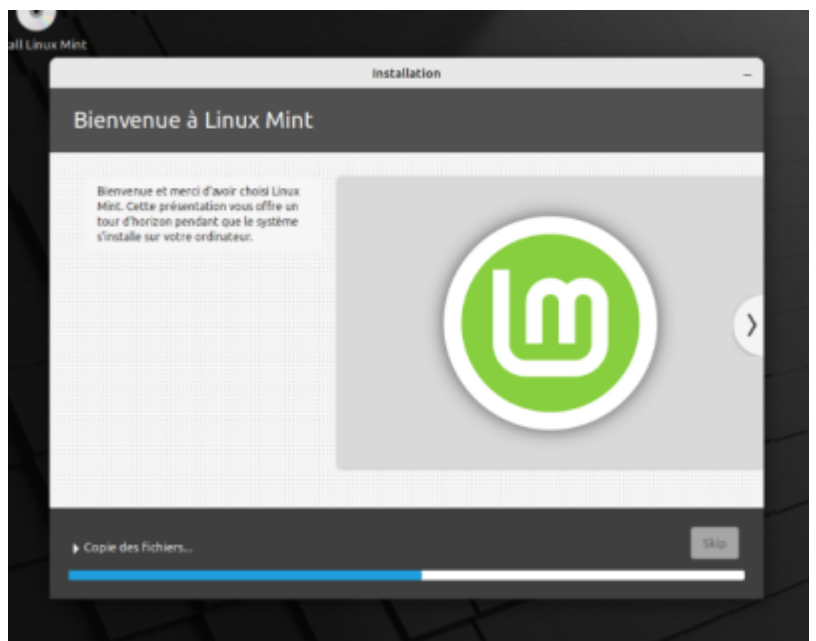 all Linux Mint
Installation
Bienvenue à Linux Mint
Bienvenue et merci d'avoir choisi Linux
Mint. Cette présentation vous offre un
tour d'horizon pendant que le système
s'installe sur votre ordinateur.
Copie des fichiers...
Skip